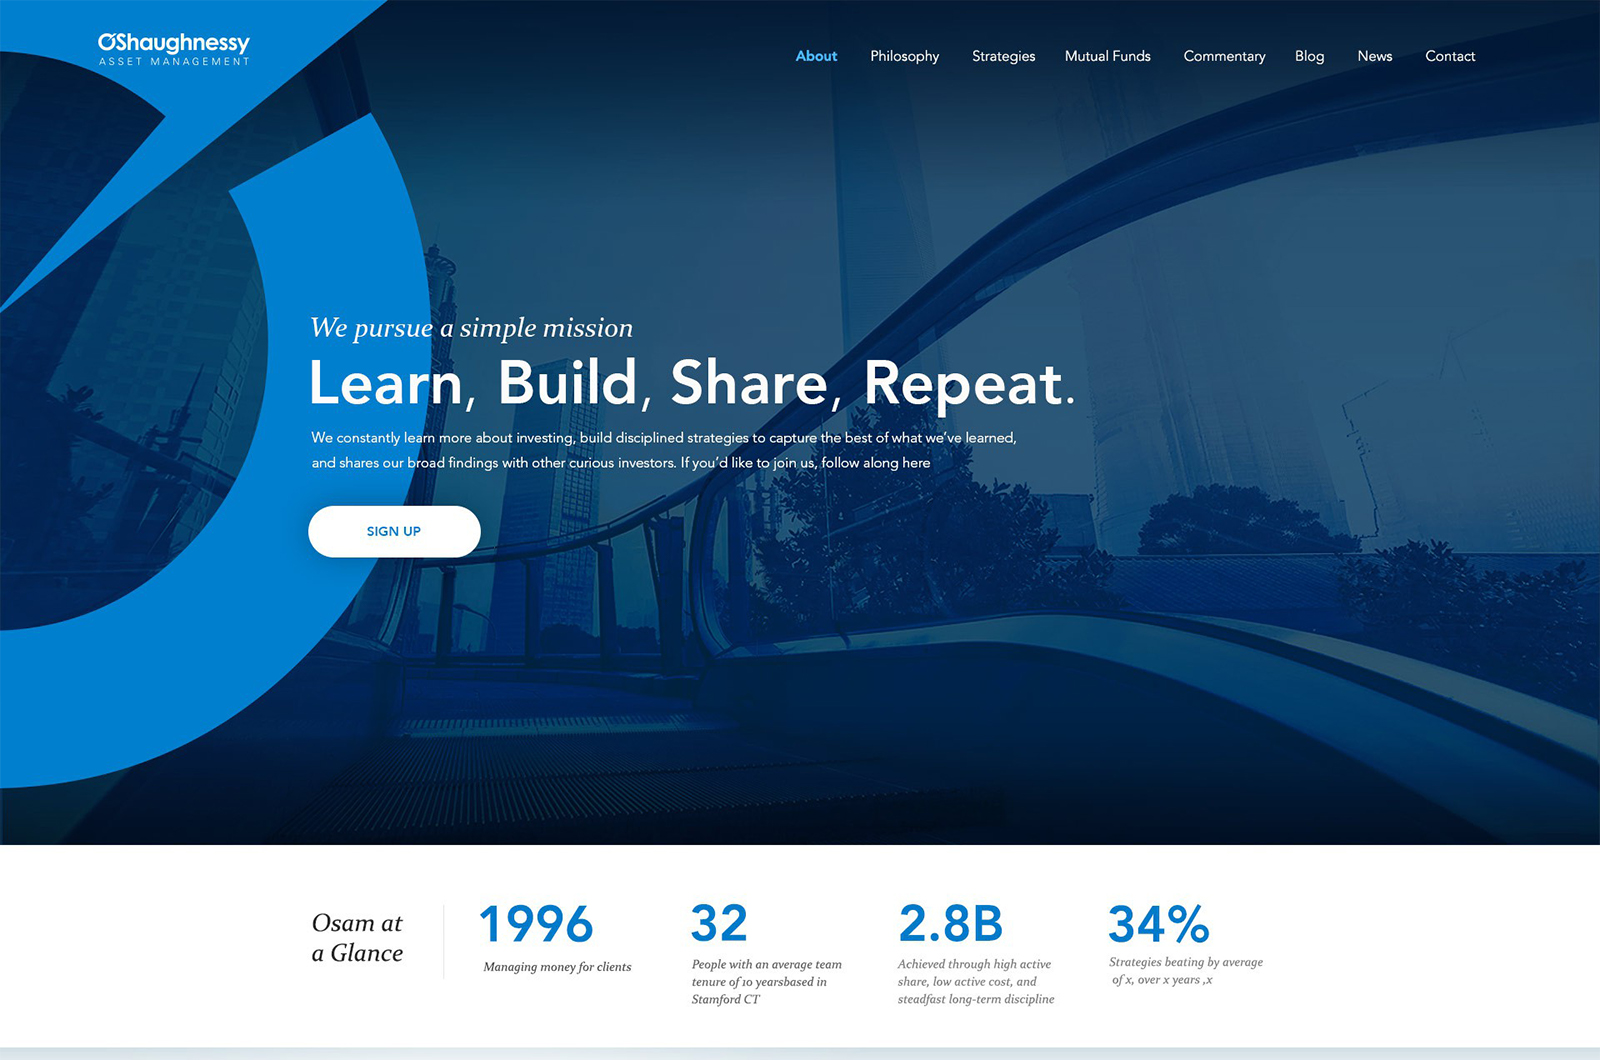 O'Shaughnessy
ASSET MANAGEMENT
About Philosophy Strategies Mutual Funds Commentary Blog News Contact
We pursue a simple mission
Learn, Build, Share, Repeat.
We constantly learn more about investing, build disciplined strategies to capture the best of what we've learned,
and shares our broad findings with other curious investors. If you'd like to join us, follow along here
SIGN UP
Osam at
a Glance
1996
Managing money for clients
32
People with an average team
tenure of 10 yearsbased in
Stamford CT
2.8B
Achieved through high active
share, low active cost, and
steadfast long-term discipline
34%
Strategies beating by average
of x, over x years ,x